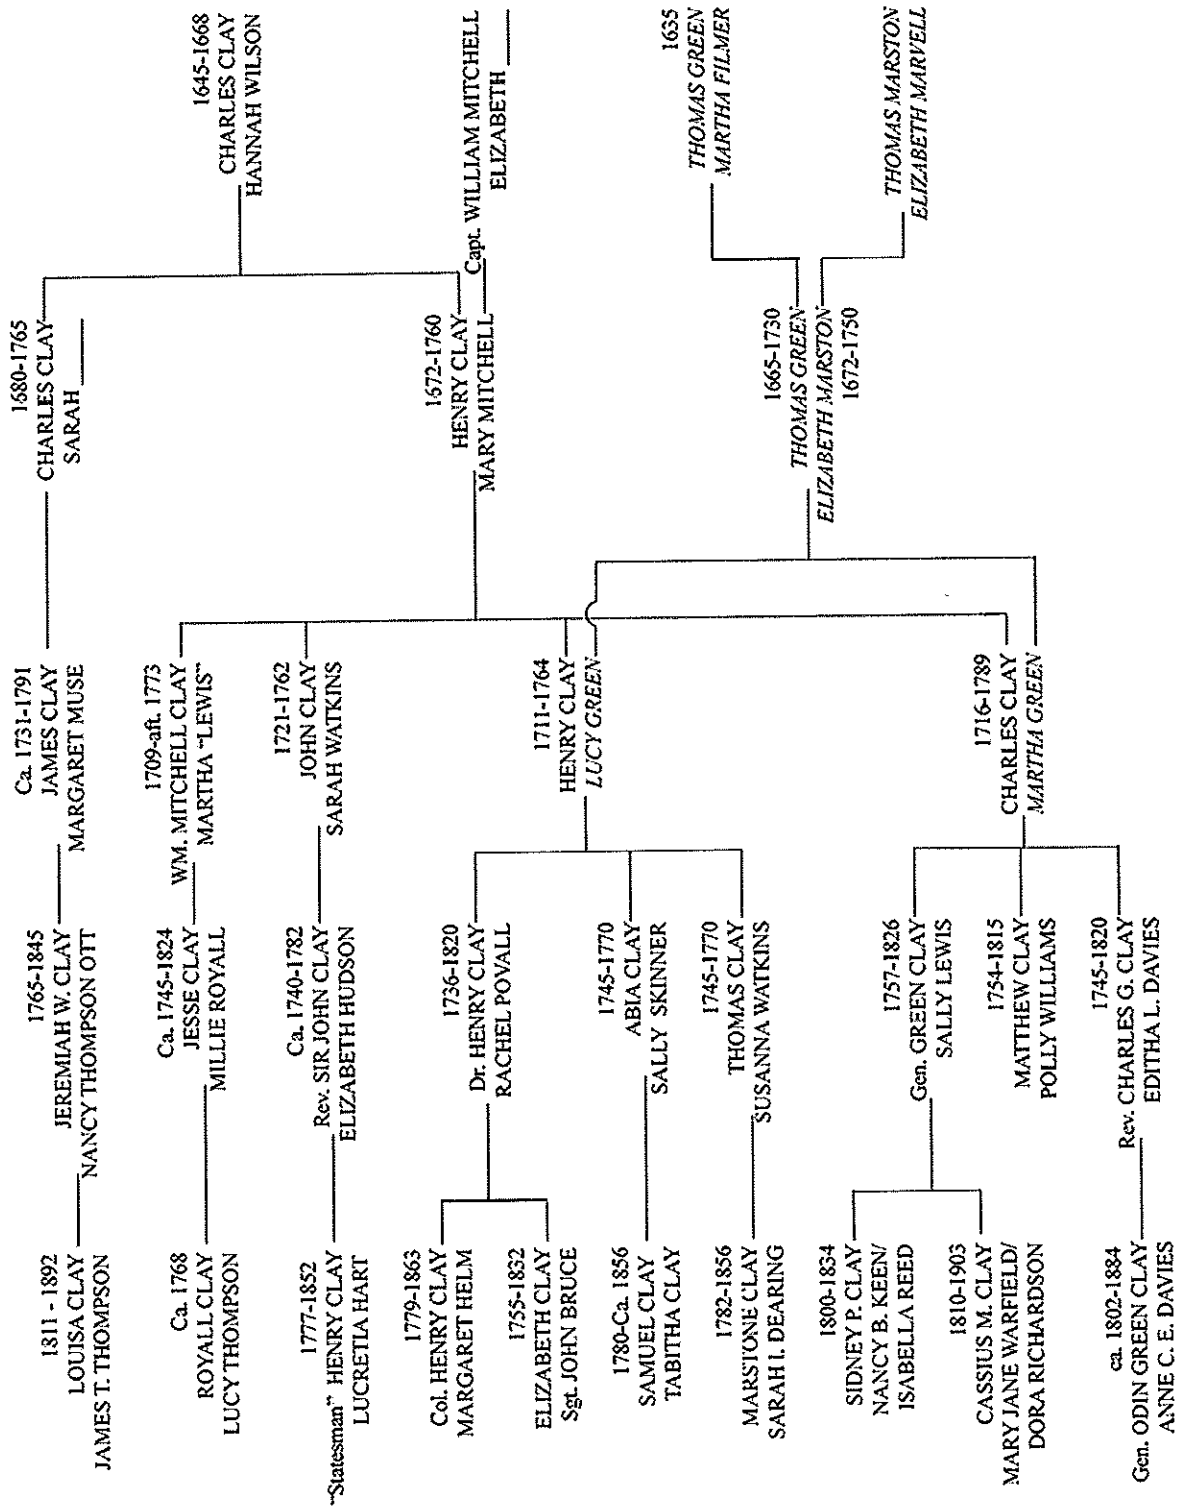 1811 - 1892
LOUISA CLAY
JAMES T. THOMPSON
Ca. 1768
ROYALL CLAY
LUCY THOMPSON
1777-1852
"Statesman" HENRY CLAY
LUCRETIA HART
1779-1863
Col. HENRY CLAY
MARGARET HELM
1755-1832
ELIZABETH CLAY
Sgt. JOHN BRUCE
1780-Ca. 1856
SAMUEL CLAY
TABITHA CLAY
1782-1856
MARSTONE CLAY
SARAH I. DEARING
1800-1834
SIDNEY P. CLAY
NANCY B. KEEN/
ISABELLA REED
1810-1903
CASSIUS M. CLAY
MARY JANE WARFIELD/
DORA RICHARDSON
ca. 1802-1884
Gen. ODIN GREEN CLAY
ANNE C. E. DAVIES
1765-1845
JEREMIAH W. CLAY
NANCY THOMPSON OTT
Ca. 1745-1824
JESSE CLAY
MILLIE ROYALL
Ca. 1740-1782
Rev. SIR JOHN CLAY
ELIZABETH HUDSON
1736-1820
Dr. HENRY CLAY
RACHEL POVALL
1745-1770
ABIA CLAY
SALLY SKINNER
1745-1770
THOMAS CLAY
SUSANNA WATKINS
1757-1826
Gen. GREEN CLAY
SALLY LEWIS
1754-1815
MATTHEW CLAY
POLLY WILLIAMS
1745-1820
Rev. CHARLES G. CLAY
EDITHA L. DAVIES
Ca. 1731-1791
JAMES CLAY
MARGARET MUSE
1709-aft. 1773
WM. MITCHELL CLAY
MARTHA "LEWIS"
1721-1762
JOHN CLAY
SARAH WATKINS
1711-1764
HENRY CLAY
LUCY GREEN
1716-1789
CHARLES CLAY
MARTHA GREEN
1680-1765
CHARLES CLAY
SARAH ____
1672-1760
HENRY CLAY
MARY MITCHELL
1665-1730
THOMAS GREEN
ELIZABETH MARSTON
1672-1750
1645-1668
CHARLES CLAY
HANNAH WILSON
Capt. WILLIAM MITCHELL
ELIZABETH ____
1635
THOMAS GREEN
MARTHA FILMER
THOMAS MARSTON
ELIZABETH MARVELL